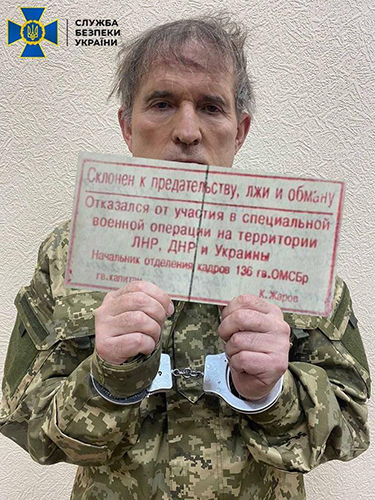 СЛУЖБА
БЕЗПЕКИ
УКРАЇНИ
Склонен к предательству, лжи и обману
Отказался от участия в специальной
военной операции на территории
ЛНР, ДНР и Украины
Начальник отделения кадров 136 гв.ОМСБр
гв.капитан
К.Жаров